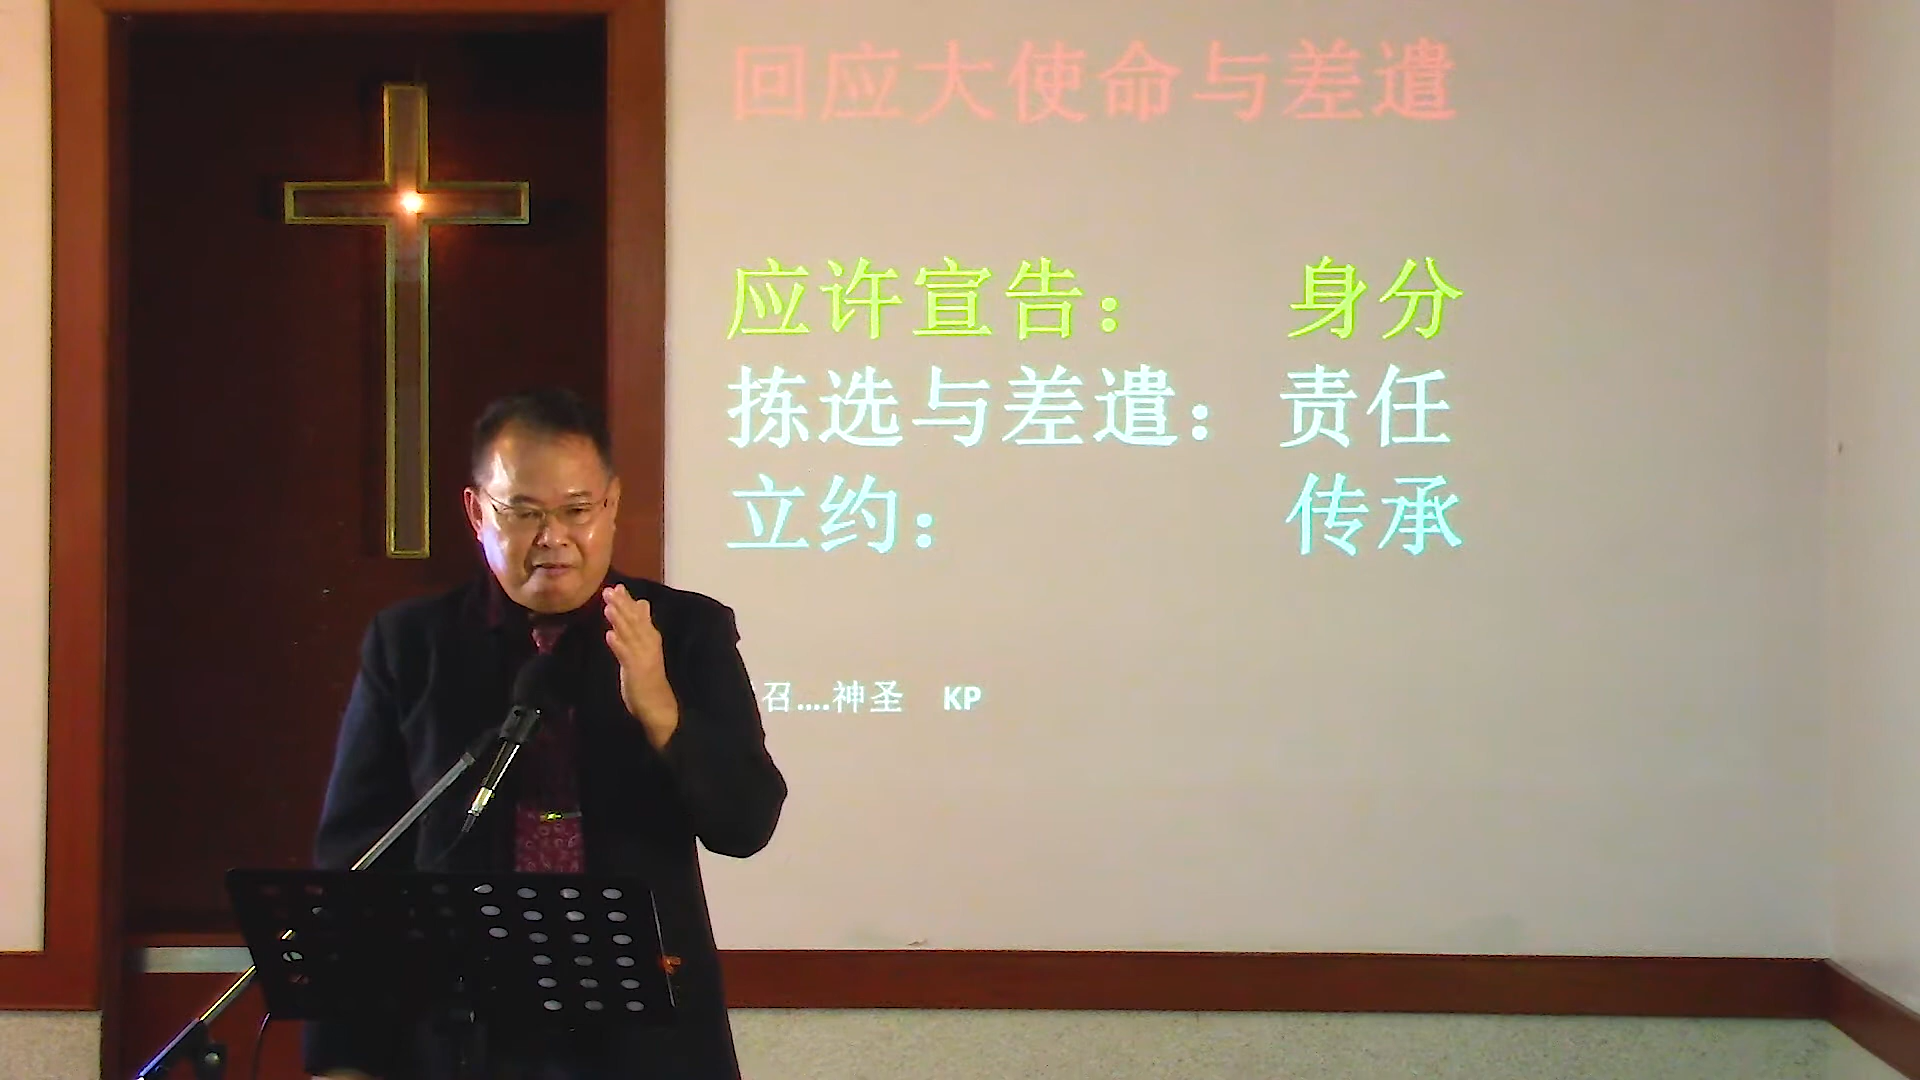 回应大使命与差遣
应许宣告： 身分
拣选与差遣：责任
立约： 传承
召....神圣 KP